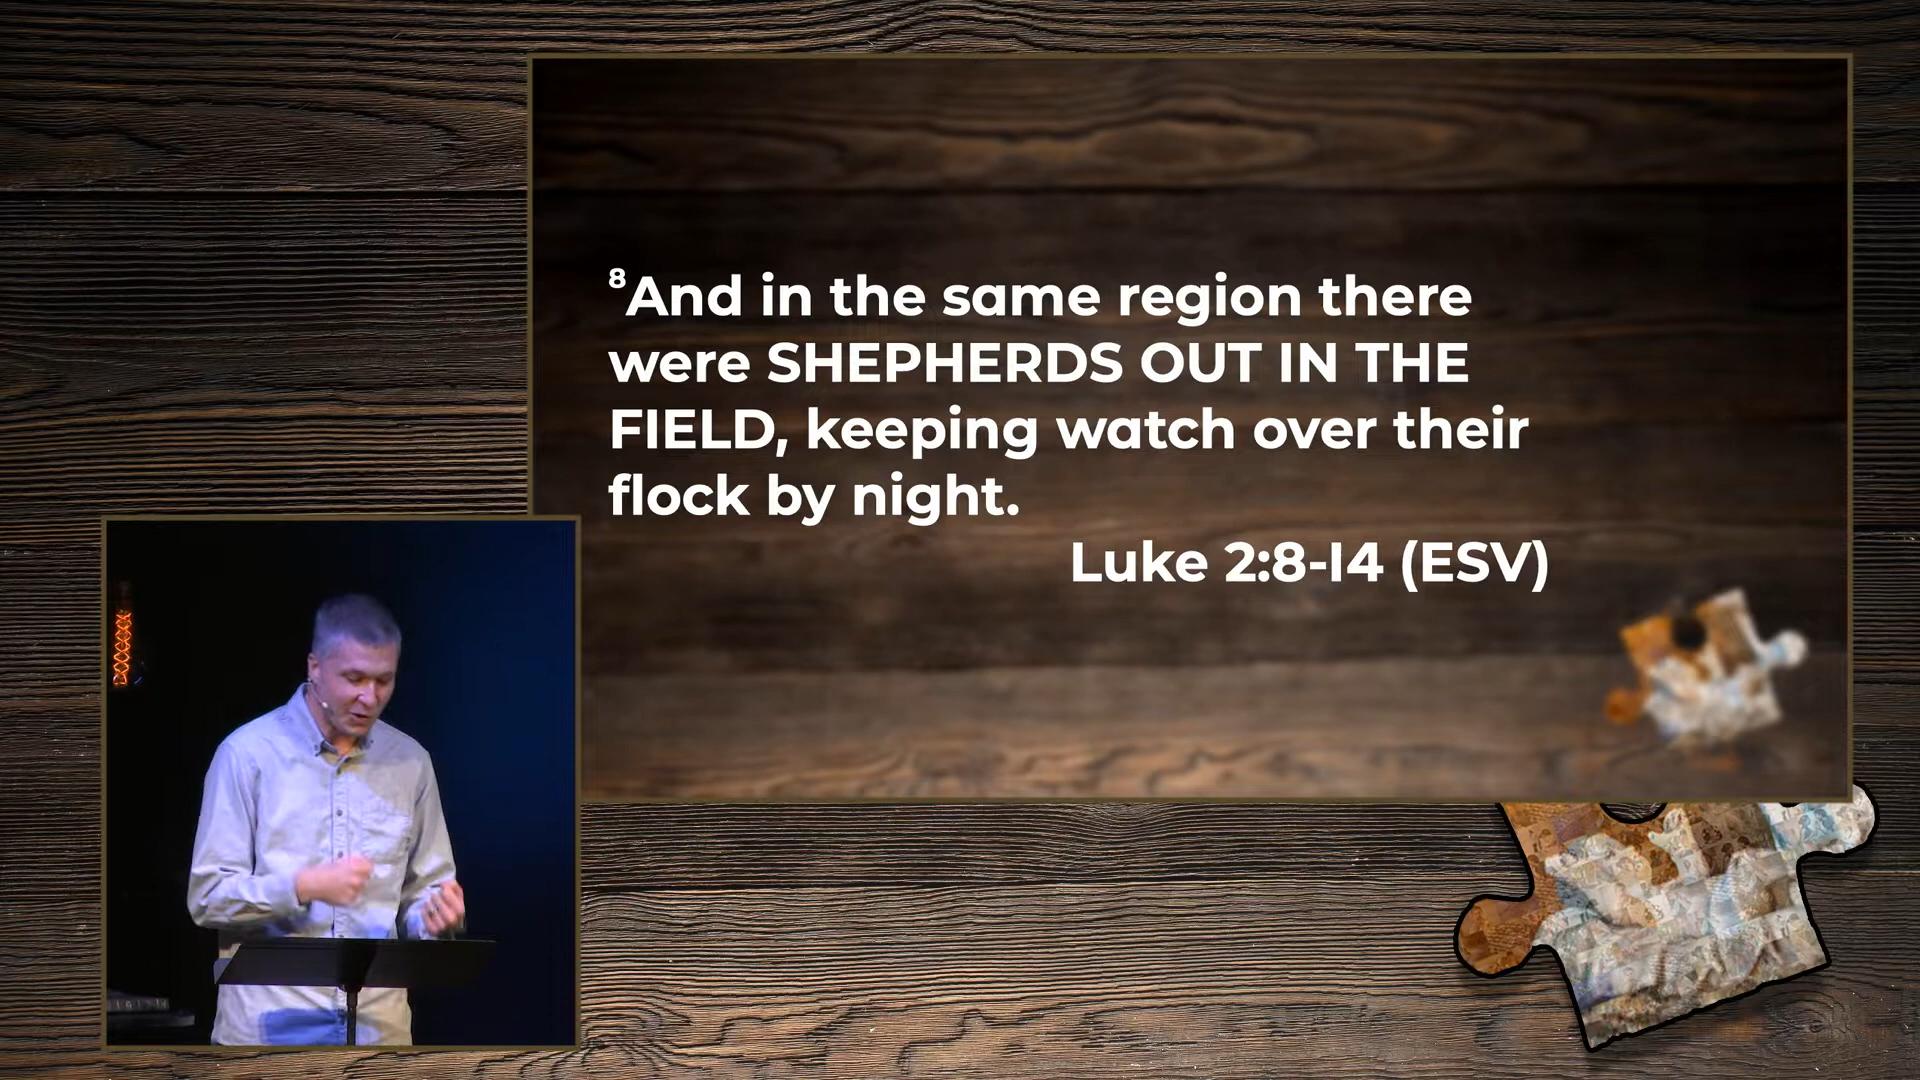 ⁸And in the same region there
were SHEPHERDS OUT IN THE
FIELD, keeping watch over their
flock by night.
Luke 2:8-I4 (ESV)